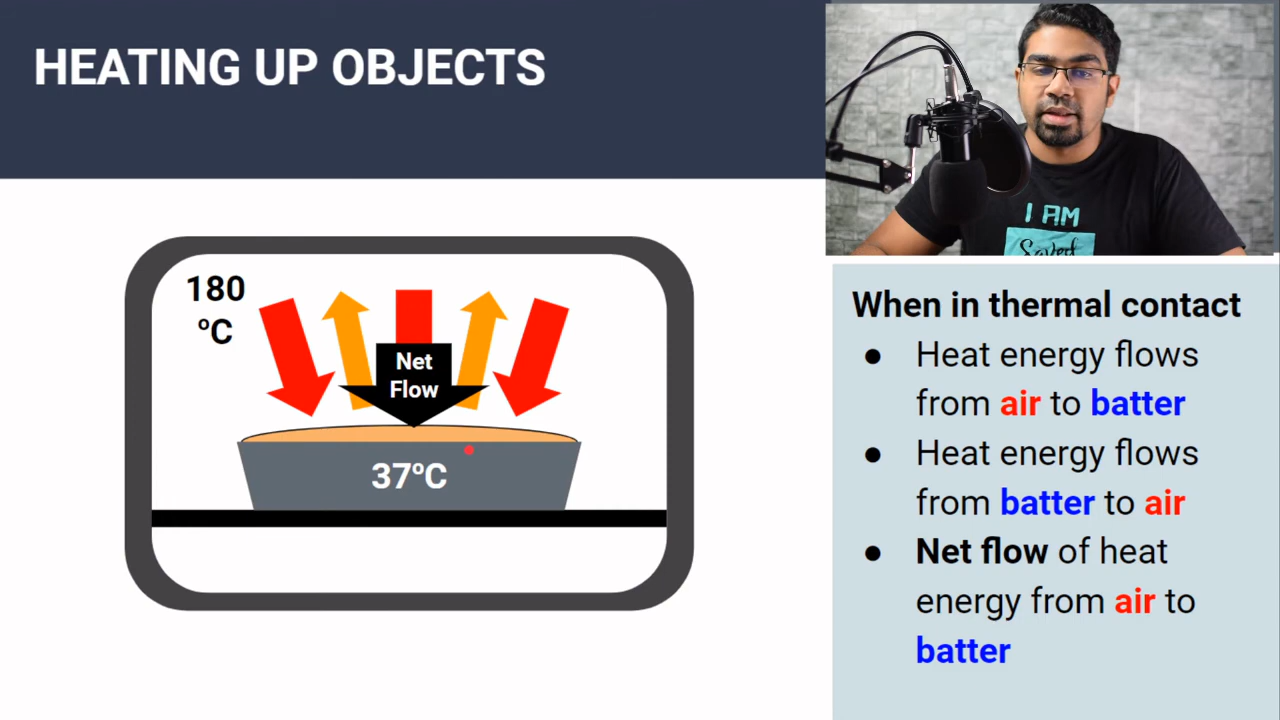 HEATING UP OBJECTS
I AM
Saved
180
ºC
Net
Flow
37ºC
When in thermal contact
● Heat energy flows
from air to batter
● Heat energy flows
from batter to air
● Net flow of heat
energy from air to
batter